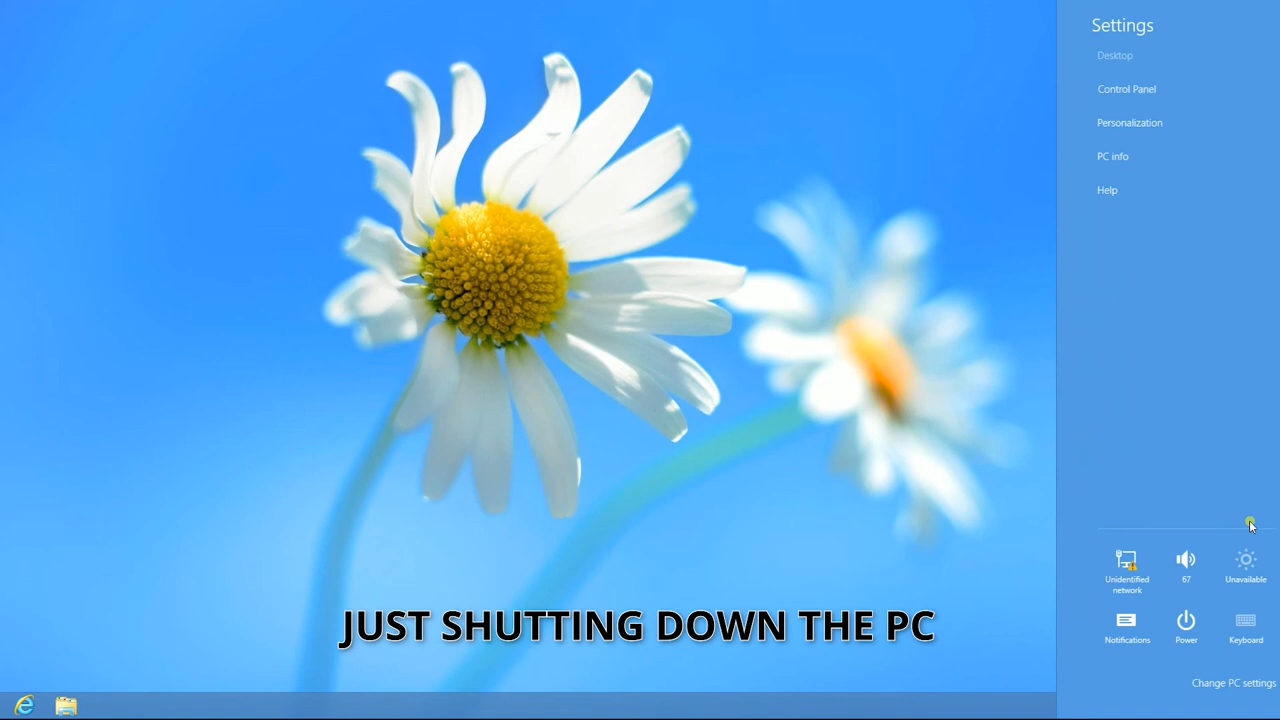 Settings
Desktop
Control Panel
Personalization
PC info
Help
Unidentified
network
67
Unavailable
Notifications
Power
Keyboard
Change PC settings
JUST SHUTTING DOWN THE PC